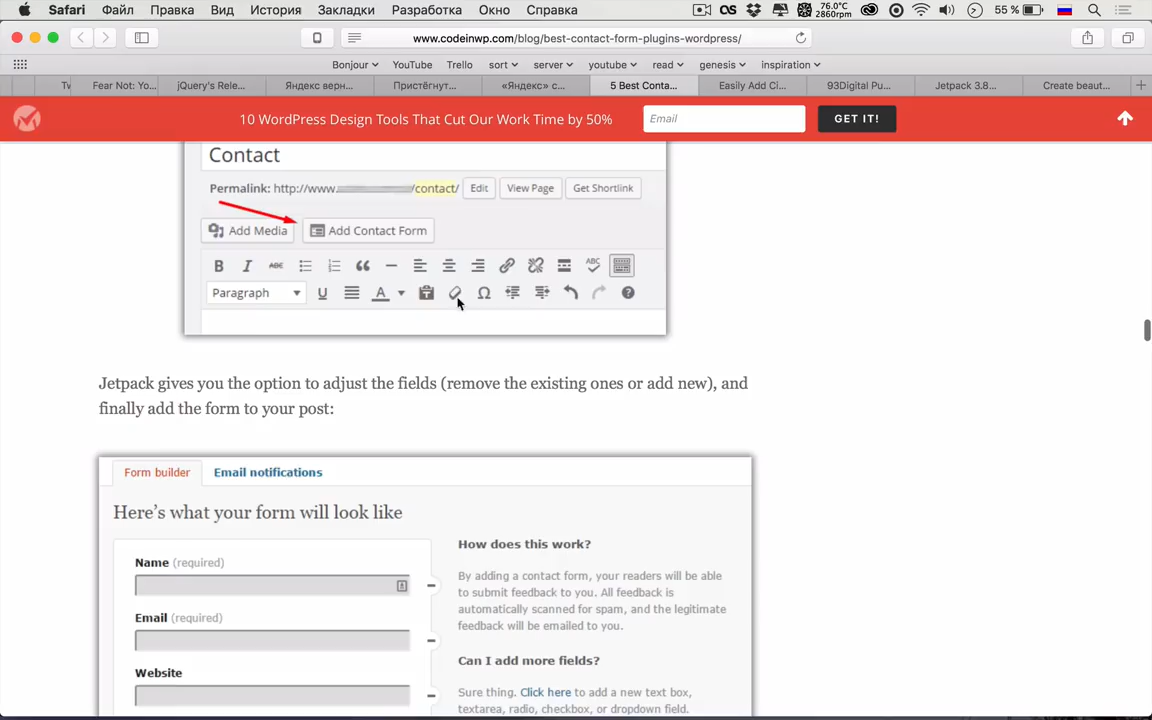 Safari Файл Правка Вид История Закладки Разработка Окно Справка 76.0°C 2860rpm 55 %
www.codeinwp.com/blog/best-contact-form-plugins-wordpress/
Bonjour YouTube Trello sort server youtube read genesis inspiration
Tv Fear Not: Yo... jQuery's Rele... Яндекс верн... Пристёгнут... «Яндекс» с... 5 Best Conta... Easily Add Cl... 93Digital Pu... Jetpack 3.8... Create beaut...
10 WordPress Design Tools That Cut Our Work Time by 50% Email GET IT!
Contact
Permalink: http://www. /contact/ Edit View Page Get Shortlink
Add Media Add Contact Form
B I ABC ABC
Paragraph U A Ω
Jetpack gives you the option to adjust the fields (remove the existing ones or add new), and
finally add the form to your post:
Form builder Email notifications
Here's what your form will look like
Name (required)
Email (required)
Website
How does this work?
By adding a contact form, your readers will be able
to submit feedback to you. All feedback is
automatically scanned for spam, and the legitimate
feedback will be emailed to you.
Can I add more fields?
Sure thing. Click here to add a new text box,
textarea, radio, checkbox, or dropdown field.